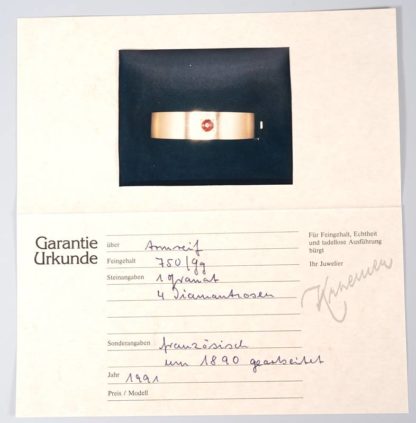 Garantie
Urkunde
über Armreif
Feingehalt 750/gg
Steinangaben 1 Granat
4 Diamantrosen
Sonderangaben französisch
um 1890 gearbeitet
Jahr 1991
Preis / Modell
Für Feingehalt, Echtheit
und tadellose Ausführung
bürgt
Ihr Juwelier